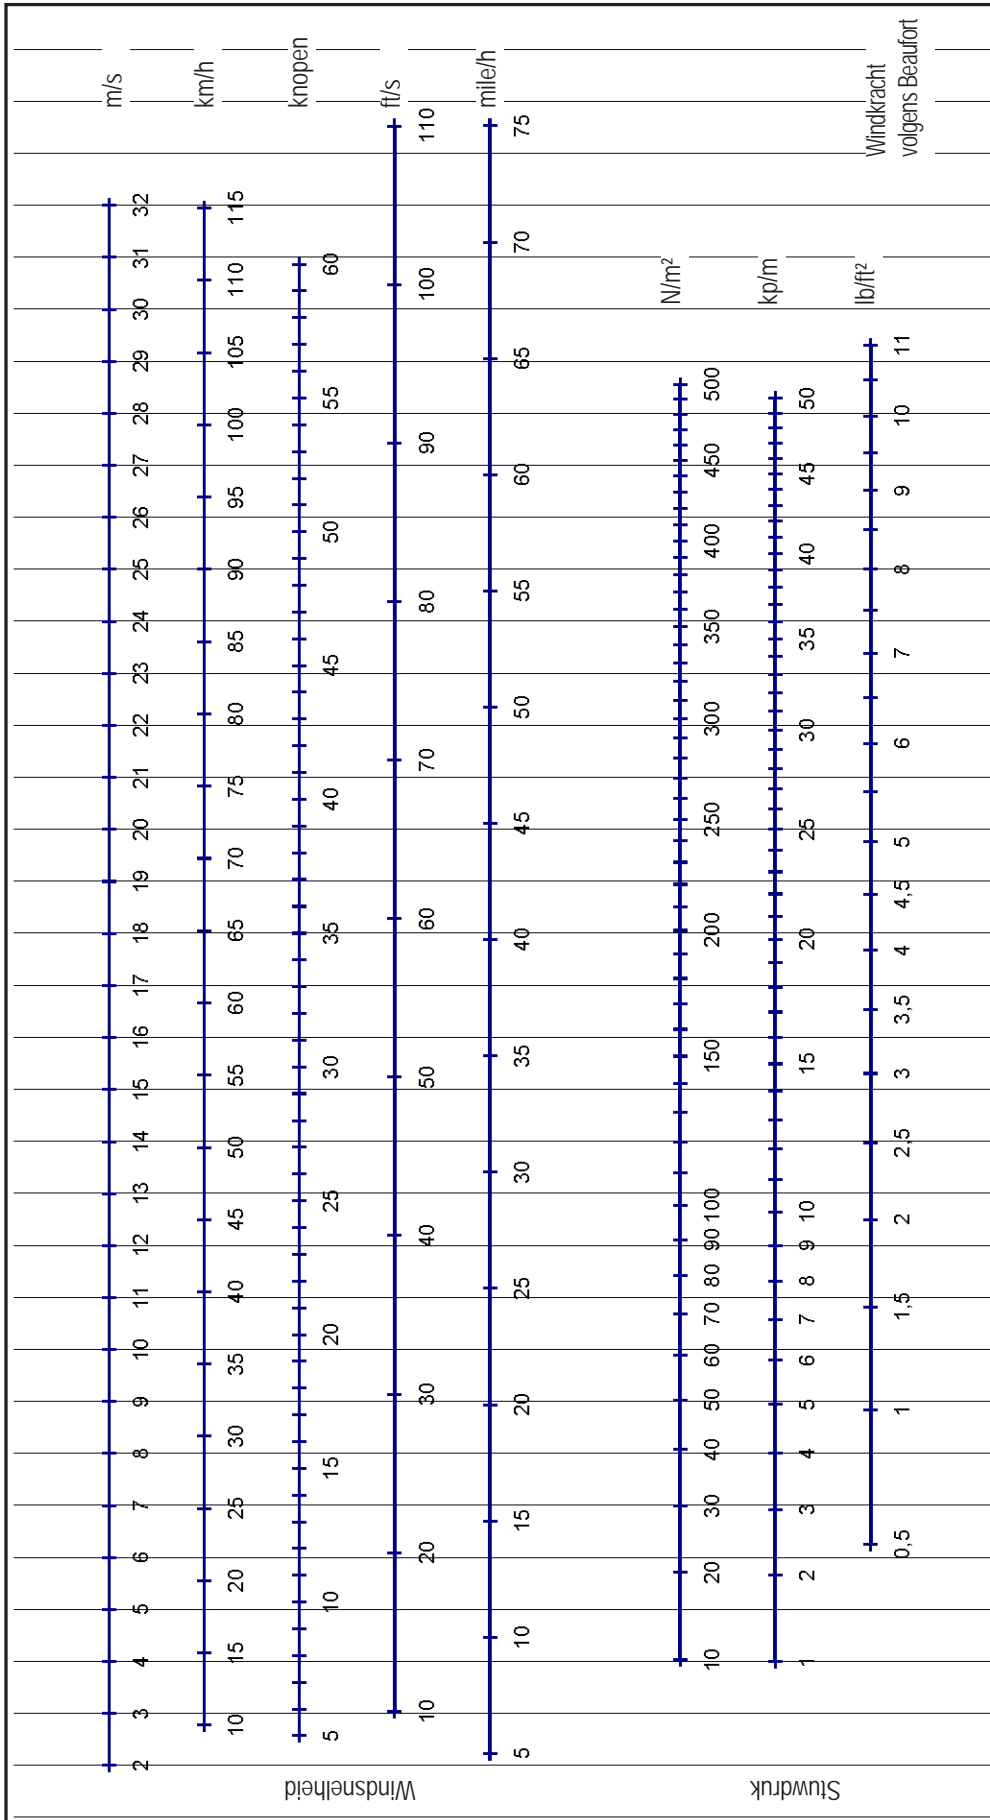 m/s
2 3 4 5 6 7 8 9 10 11 12 13 14 15 16 17 18 19 20 21 22 23 24 25 26 27 28 29 30 31 32
km/h
10 15 20 25 30 35 40 45 50 55 60 65 70 75 80 85 90 95 100 105 110 115
knopen
5 10 15 20 25 30 35 40 45 50 55 60
ft/s
10 20 30 40 50 60 70 80 90 100 110
mile/h
5 10 15 20 25 30 35 40 45 50 55 60 65 70 75
Windsnelheid
N/m²
10 20 30 40 50 60 70 80 90 100 150 200 250 300 350 400 450 500
kp/m
1 2 3 4 5 6 7 8 9 10 15 20 25 30 35 40 45 50
lb/ft²
0,5 1 1,5 2 2,5 3 3,5 4 4,5 5 6 7 8 9 10 11
Stuwdruk
Windkracht
volgens Beaufort